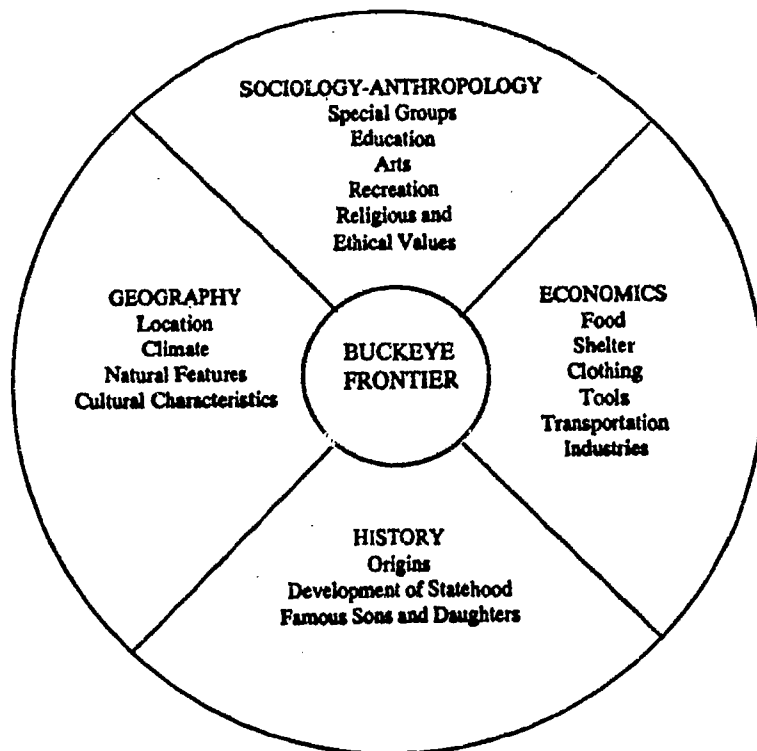 SOCIOLOGY-ANTHROPOLOGY
Special Groups
Education
Arts
Recreation
Religious and
Ethical Values
GEOGRAPHY
Location
Climate
Natural Features
Cultural Characteristics
BUCKEYE
FRONTIER
ECONOMICS
Food
Shelter
Clothing
Tools
Transportation
Industries
HISTORY
Origins
Development of Statehood
Famous Sons and Daughters